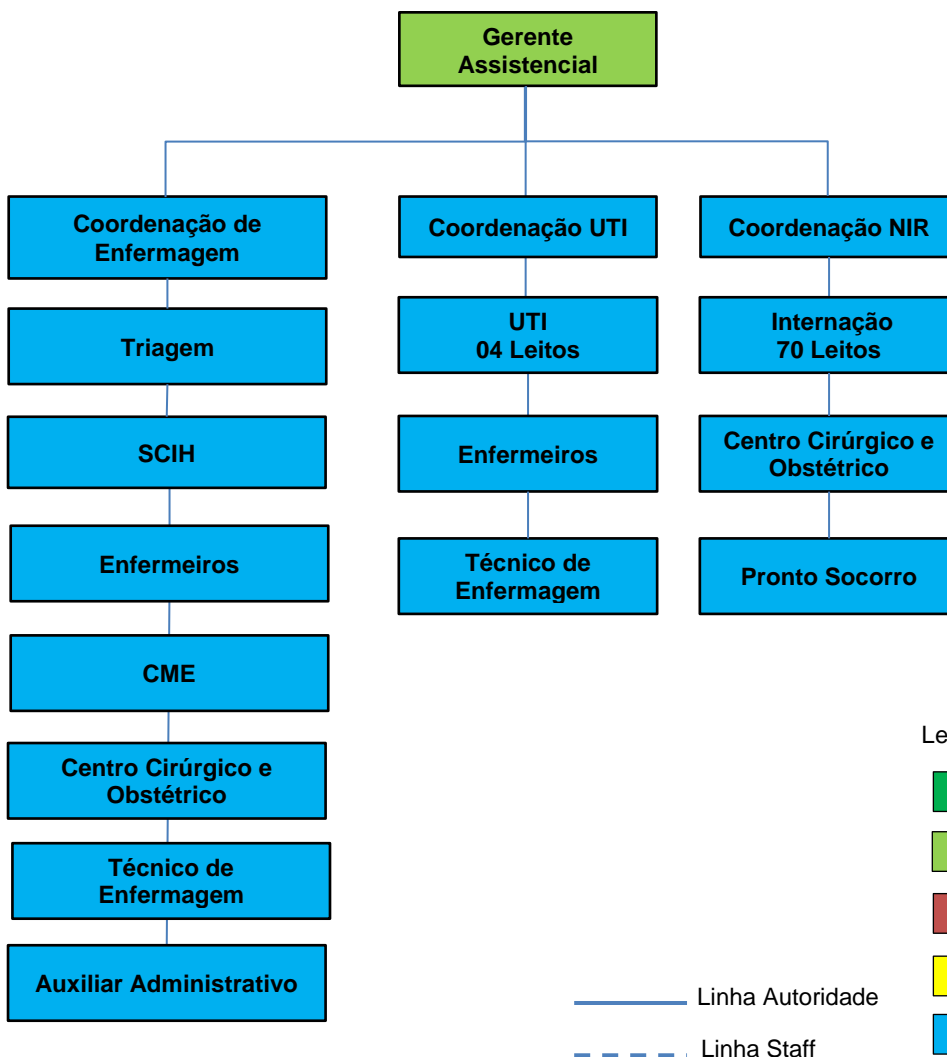 Gerente
Assistencial
Coordenação de
Enfermagem
Triagem
SCIH
Enfermeiros
CME
Centro Cirúrgico e
Obstétrico
Técnico de
Enfermagem
Auxiliar Administrativo
Coordenação UTI
UTI
04 Leitos
Enfermeiros
Técnico de
Enfermagem
Coordenação NIR
Internação
70 Leitos
Centro Cirúrgico e
Obstétrico
Pronto Socorro
Le
Linha Autoridade
Linha Staff